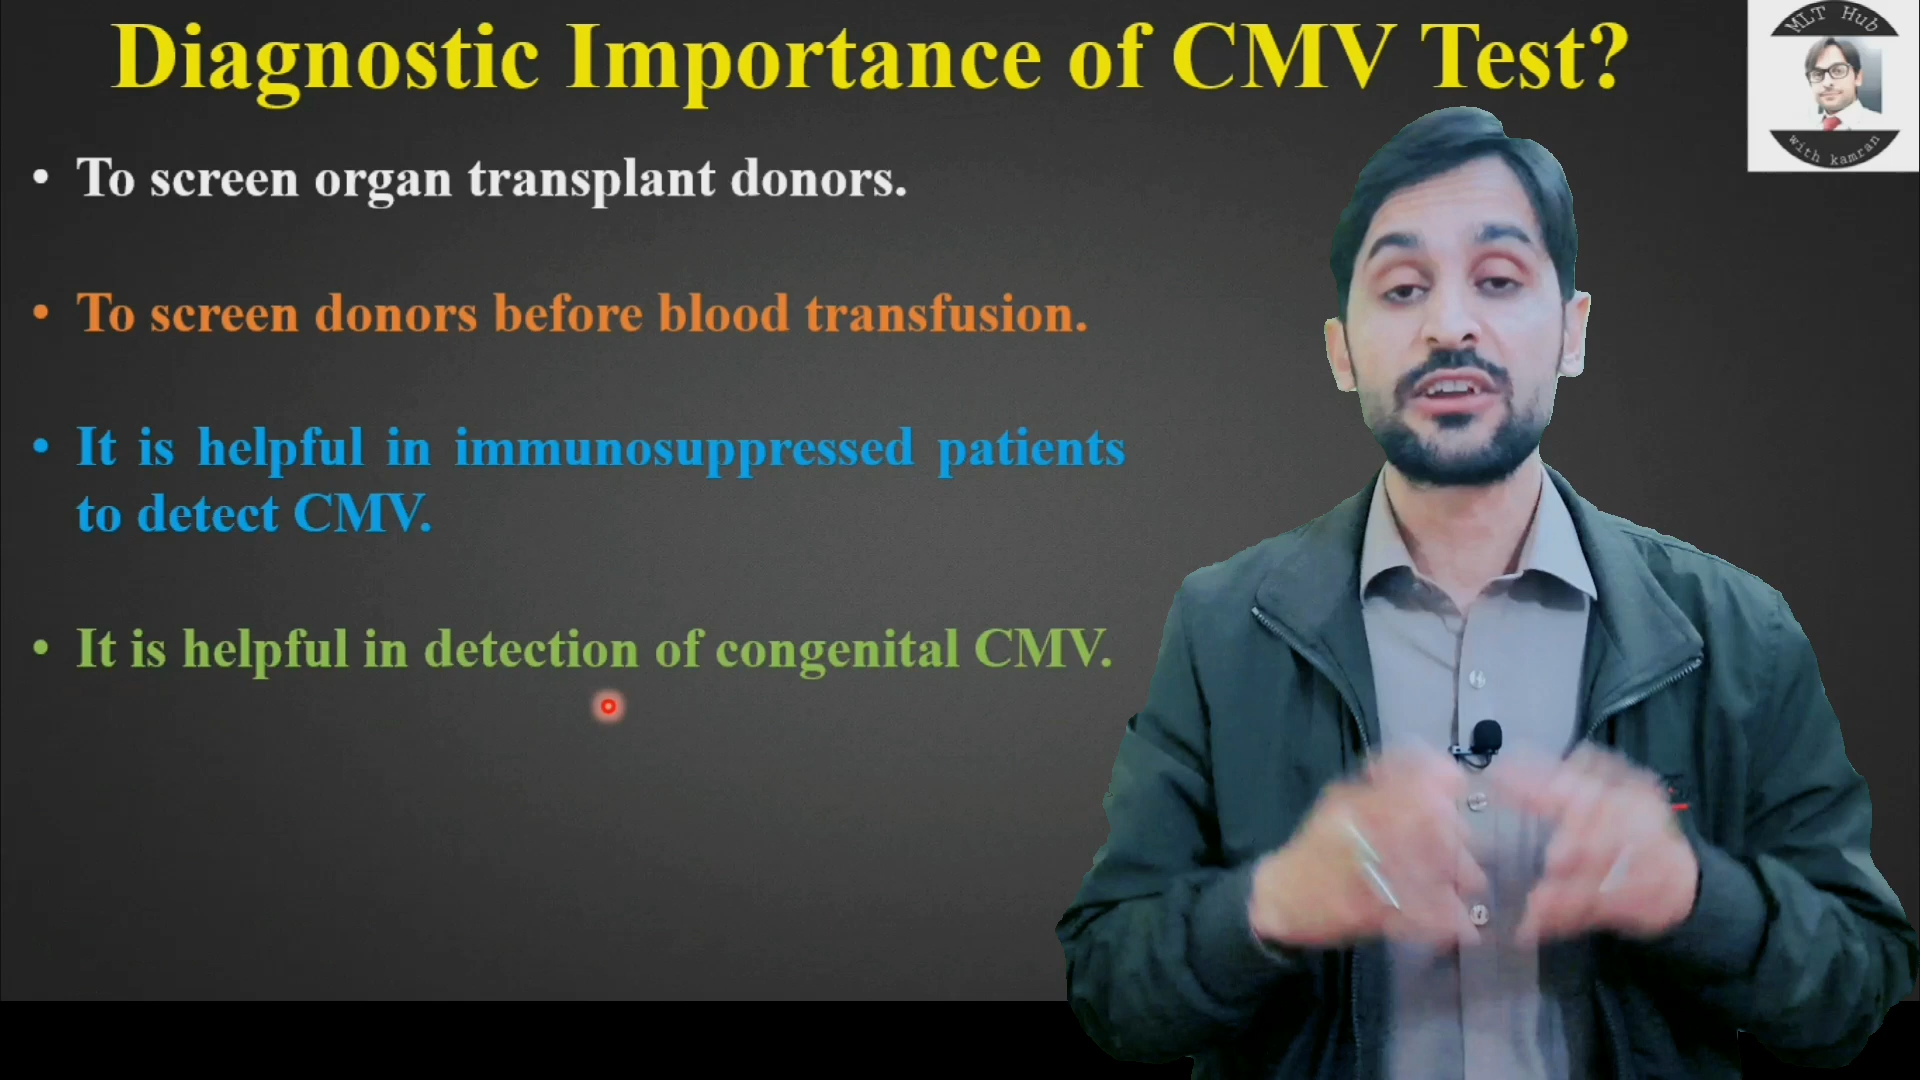 Diagnostic Importance of CMV Test?
MLT Hub
with kamran
• To screen organ transplant donors.
• To screen donors before blood transfusion.
• It is helpful in immunosuppressed patients
to detect CMV.
• It is helpful in detection of congenital CMV.